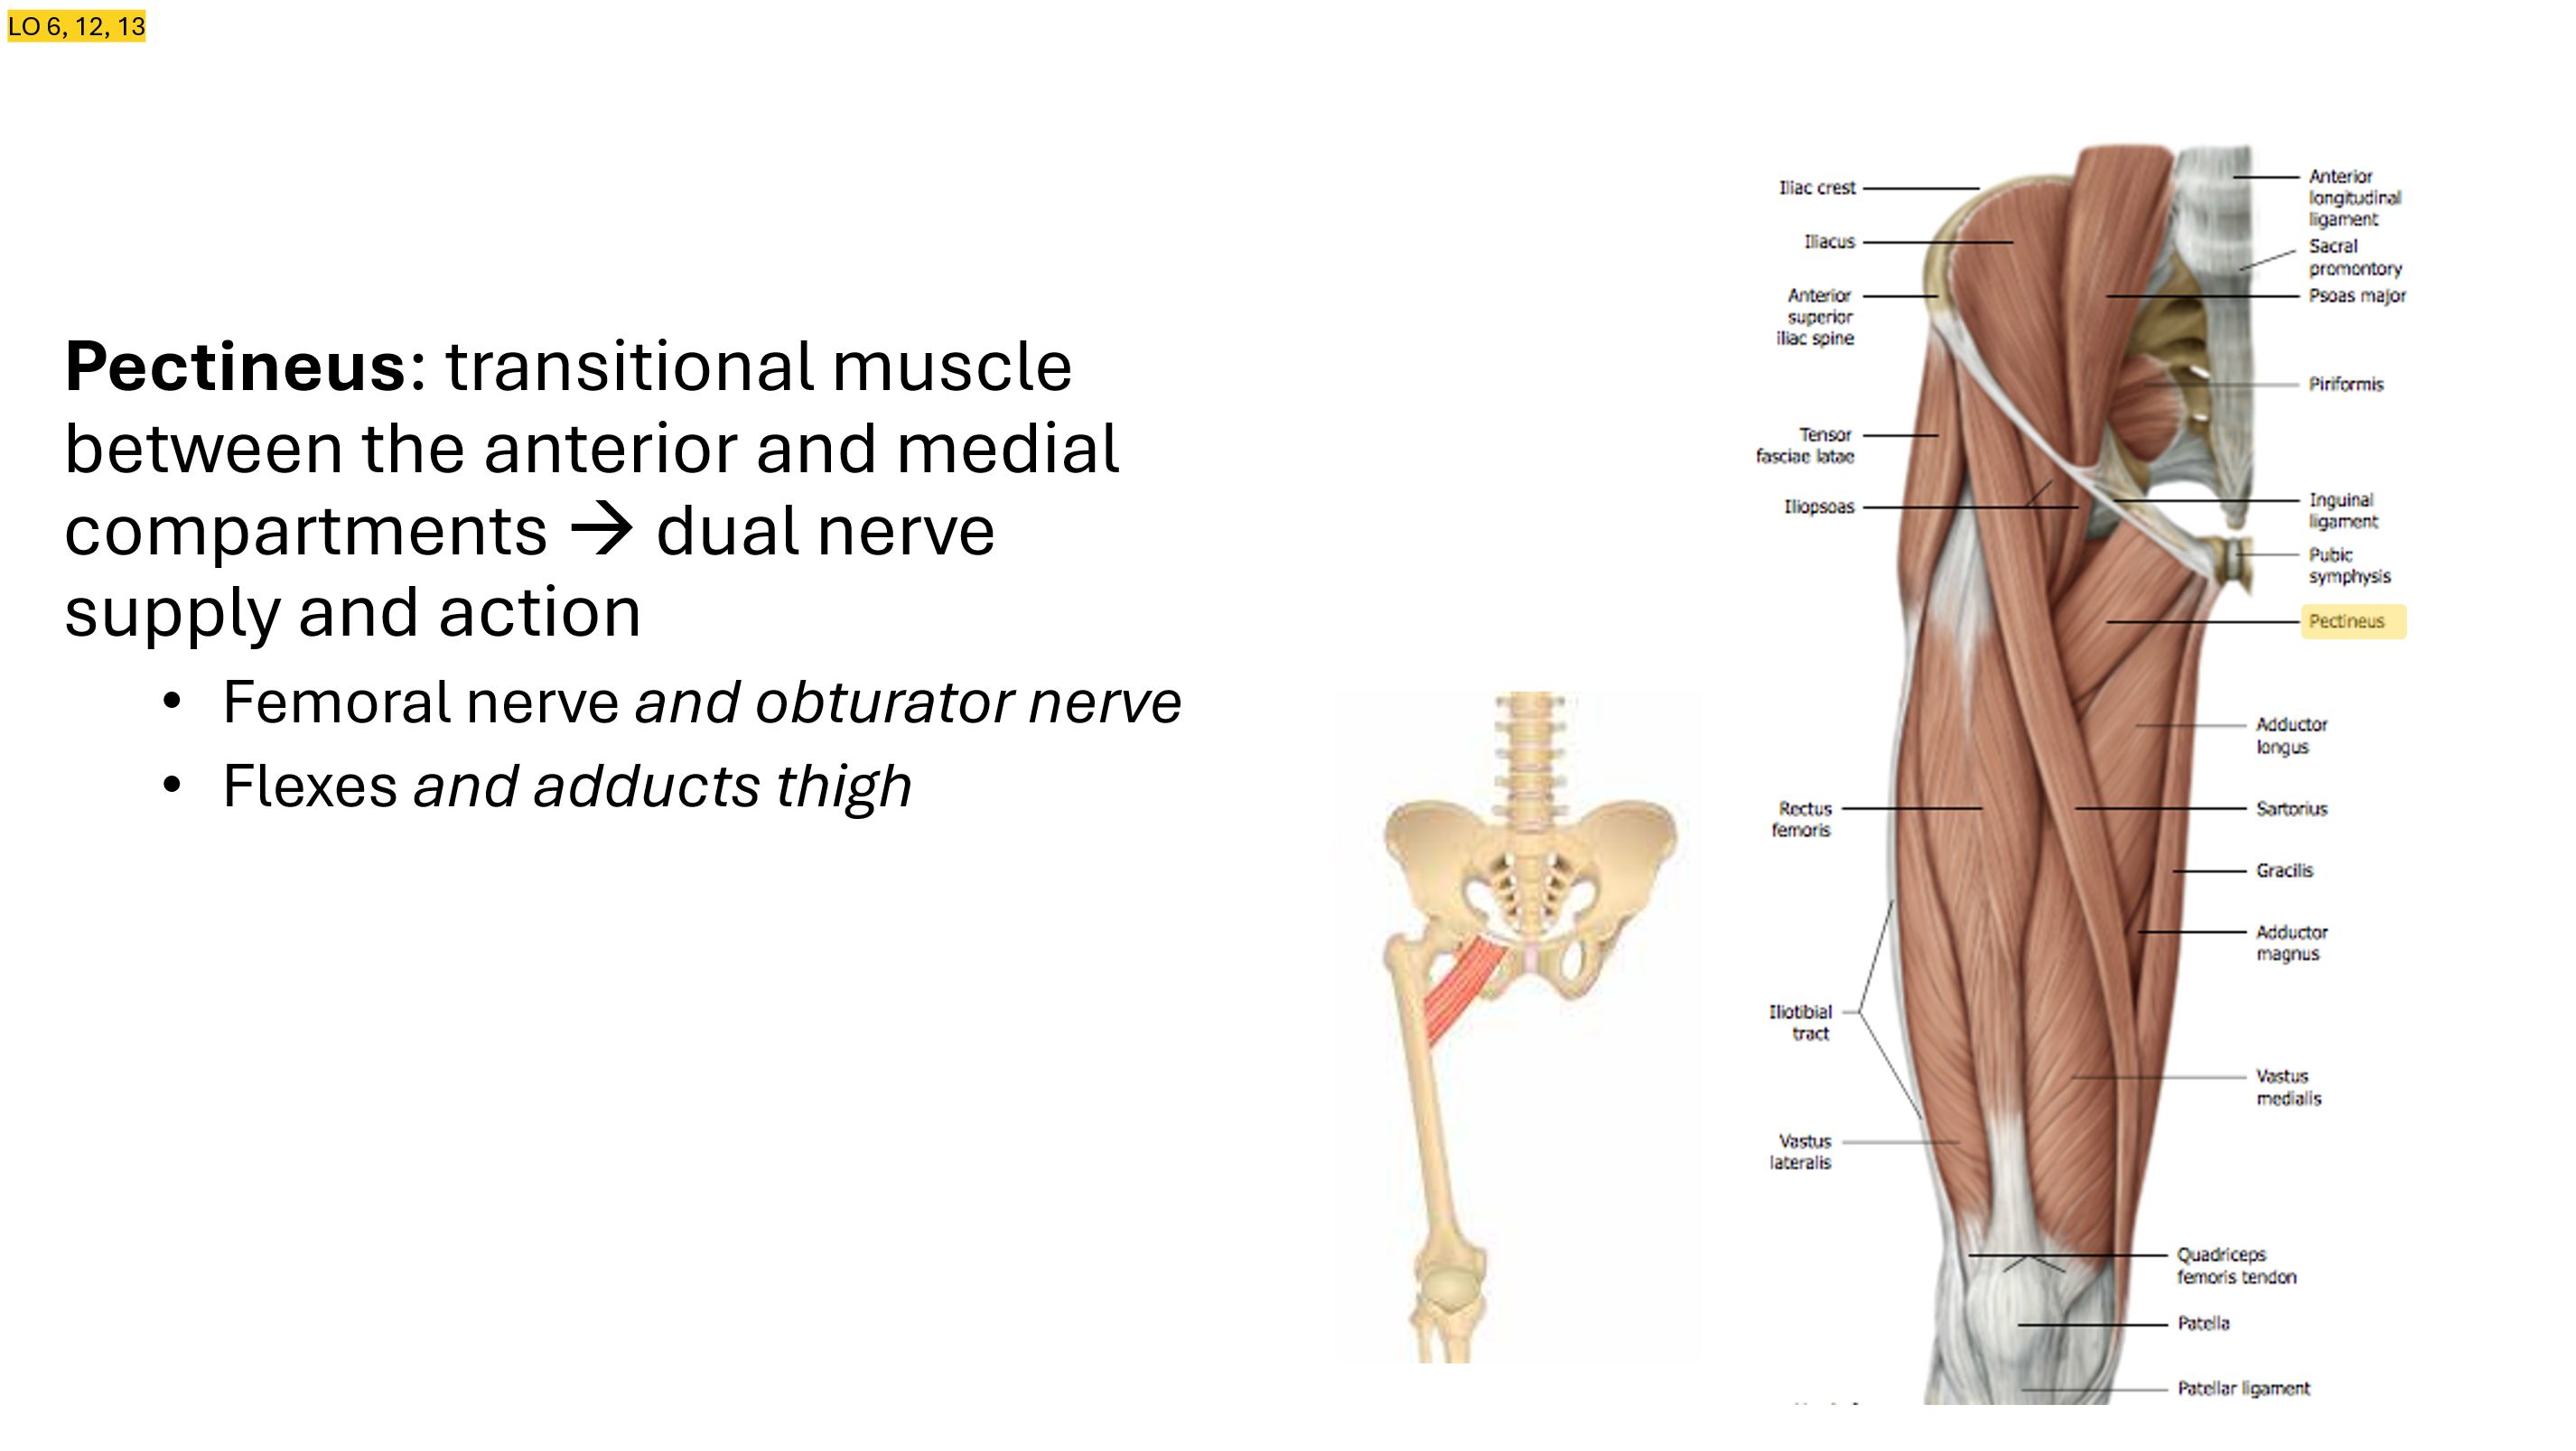 LO 6, 12, 13
Pectineus: transitional muscle
between the anterior and medial
compartments → dual nerve
supply and action
• Femoral nerve and obturator nerve
• Flexes and adducts thigh
Iliac crest
Iliacus
Anterior
superior
iliac spine
Tensor
fasciae latae
Iliopsoas
Rectus
femoris
Iliotibial
tract
Vastus
lateralis
Anterior
longitudinal
ligament
Sacral
promontory
Psoas major
Piriformis
Inguinal
ligament
Pubic
symphysis
Pectineus
Adductor
longus
Sartorius
Gracilis
Adductor
magnus
Vastus
medialis
Quadriceps
femoris tendon
Patella
Patellar ligament